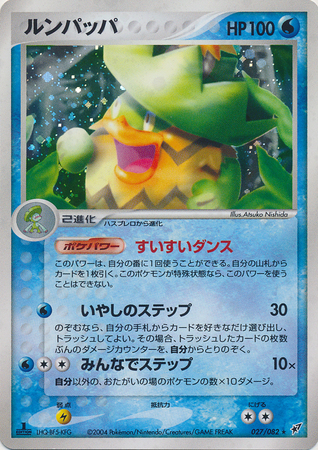 ルンパッパ HP100
Illus.Atsuko Nishida
2進化 ハスブレロから進化
ポケパワー すいすいダンス
このパワーは、自分の番に1回使うことができる。自分の山札から
カードを1枚引く。このポケモンが特殊状態なら、このパワーを使う
ことはできない。
いやしのステップ 30
のぞむなら、自分の手札からカードを好きなだけ選び出し、
トラッシュしてよい。その場合、トラッシュしたカードの枚数
ぶんのダメージカウンターを、自分からとりのぞく。
みんなでステップ 10×
自分以外の、おたがいの場のポケモンの数×10ダメージ。
弱点 抵抗力 にげる
©2004 Pokémon/Nintendo/Creatures/GAME FREAK 027/082 ★